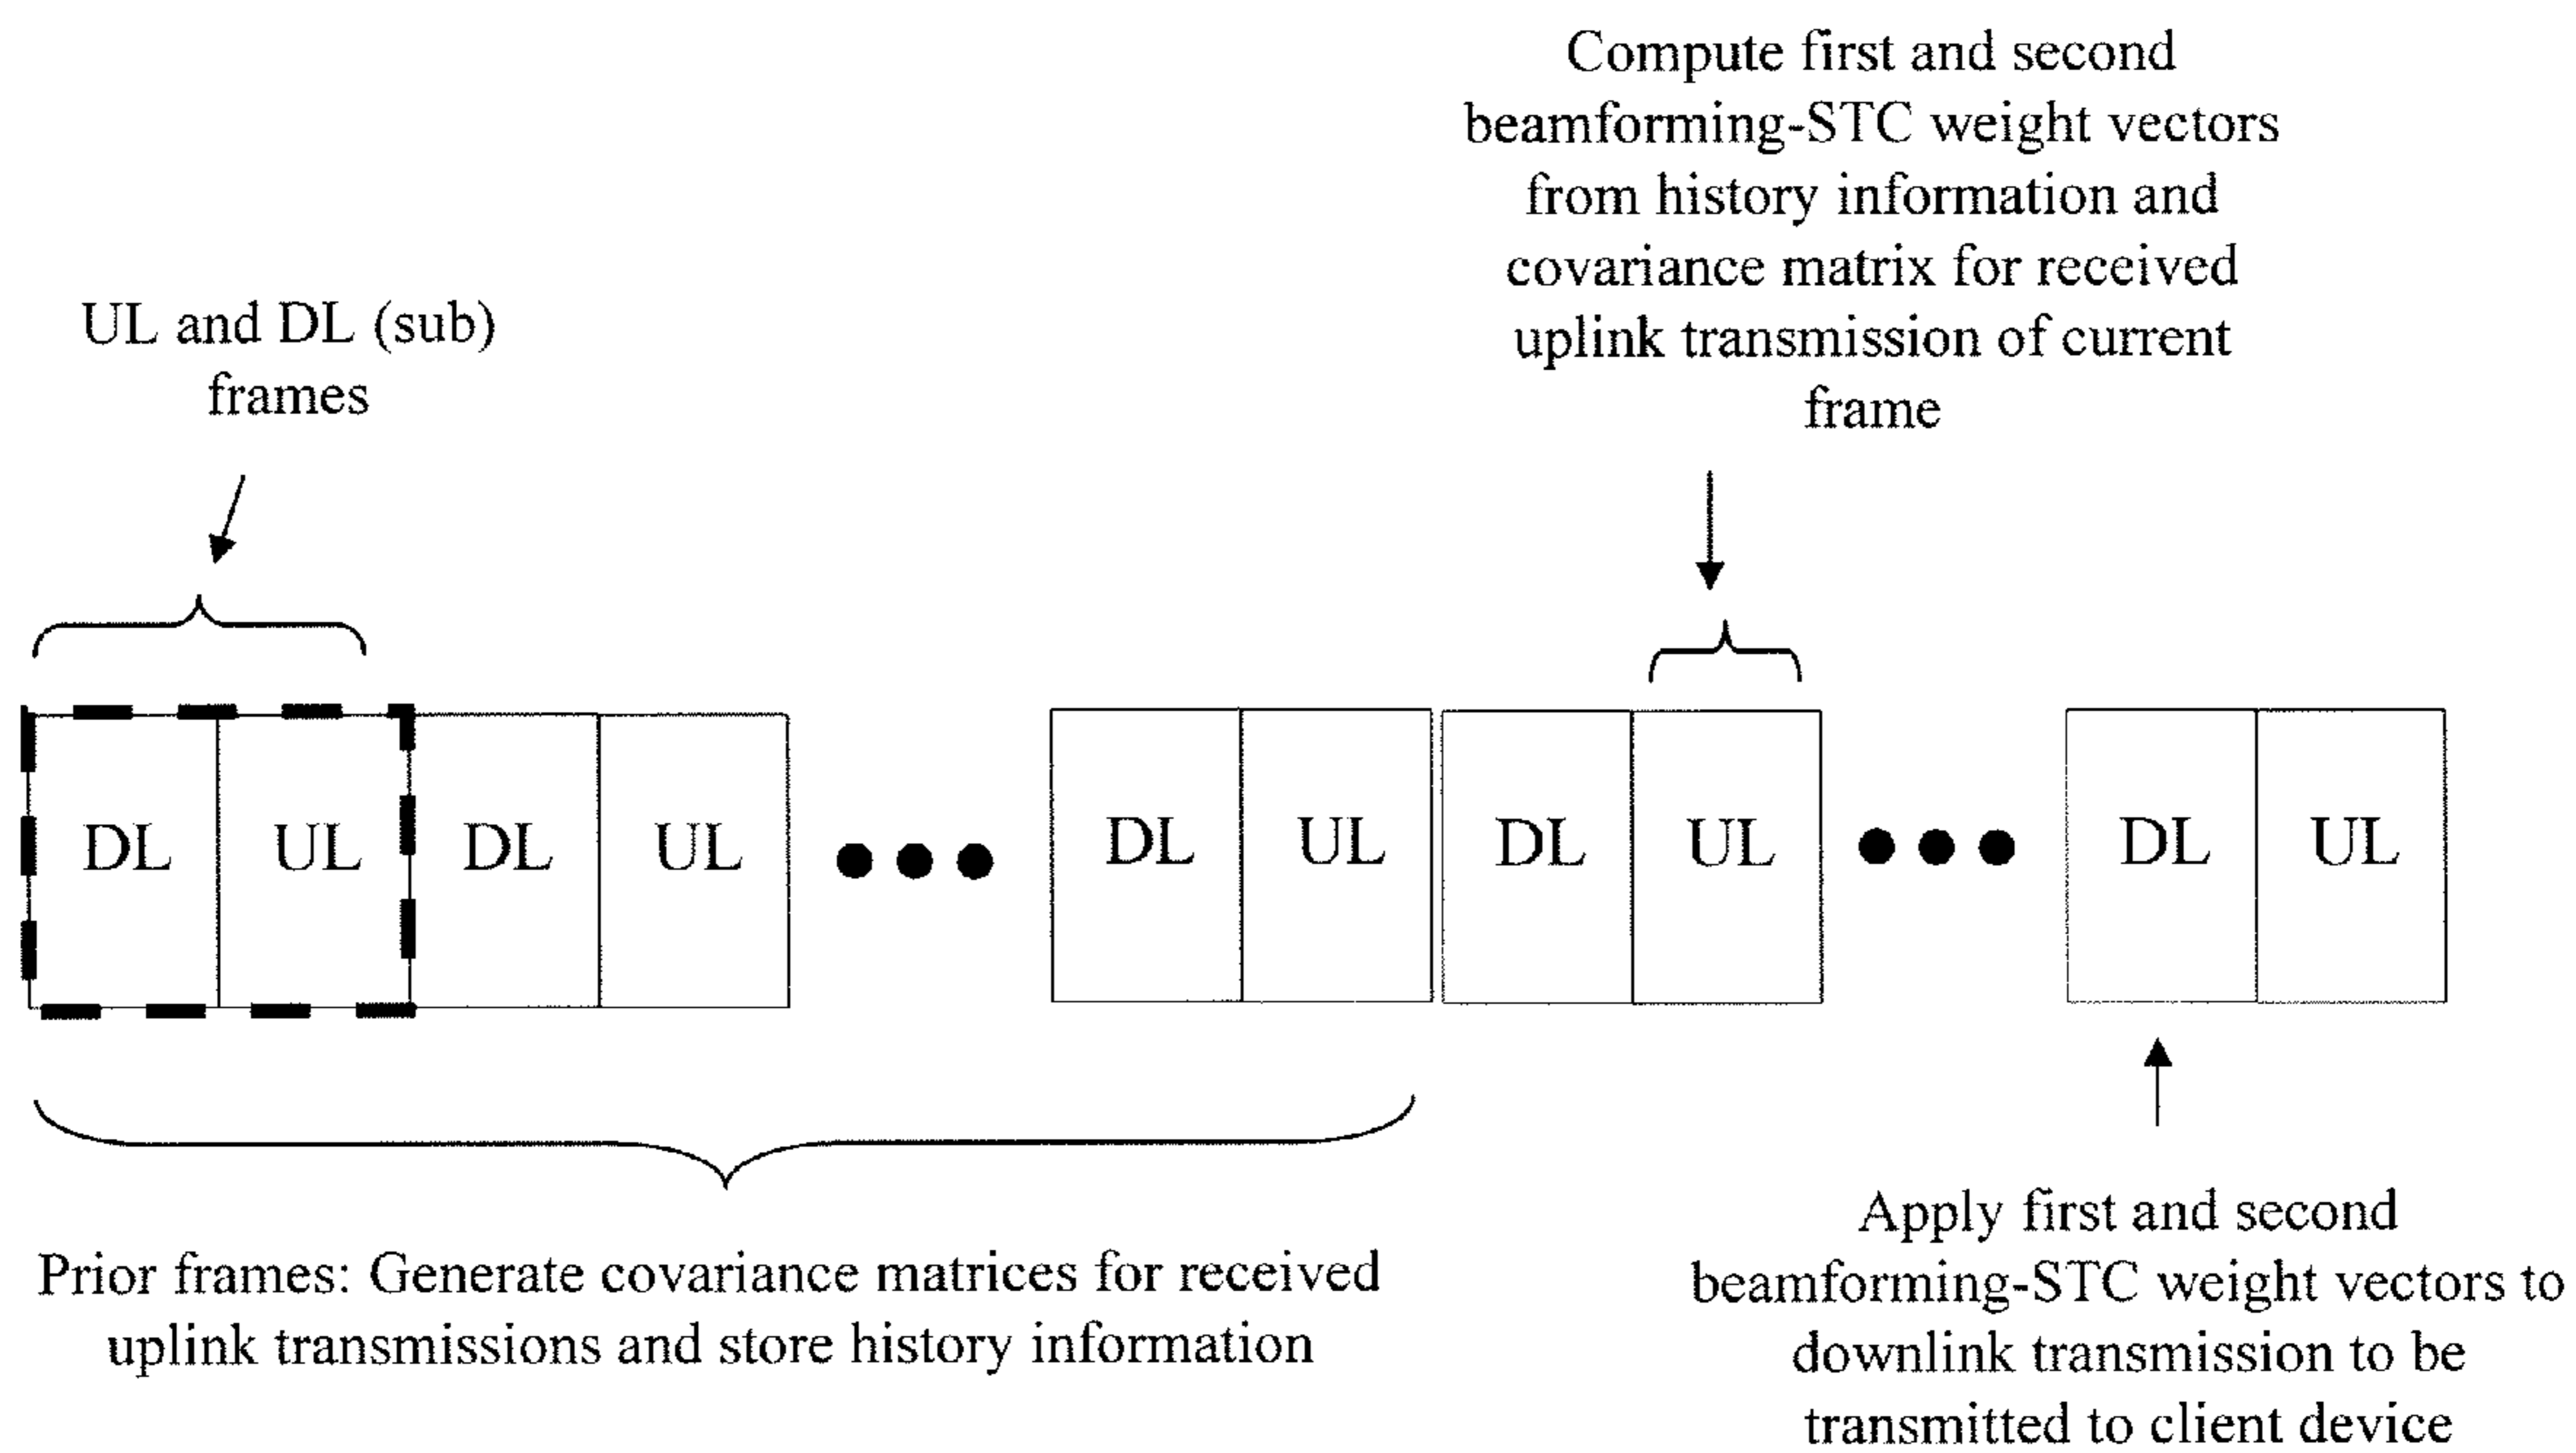 Compute first and second
beamforming-STC weight vectors
from history information and
covariance matrix for received
uplink transmission of current
frame
UL and DL (sub)
frames
DL UL DL UL DL UL DL UL DL UL
Prior frames: Generate covariance matrices for received
uplink transmissions and store history information
Apply first and second
beamforming-STC weight vectors to
downlink transmission to be
transmitted to client device